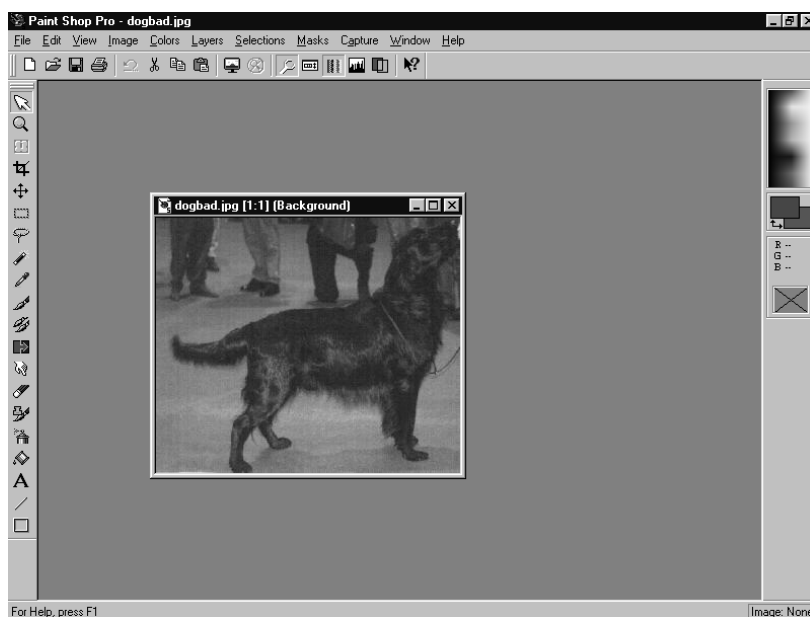 Paint Shop Pro - dogbad.jpg
File Edit View Image Colors Layers Selections Masks Capture Window Help
dogbad.jpg [1:1] (Background)
R --
G --
B --
A
For Help, press F1
Image: None